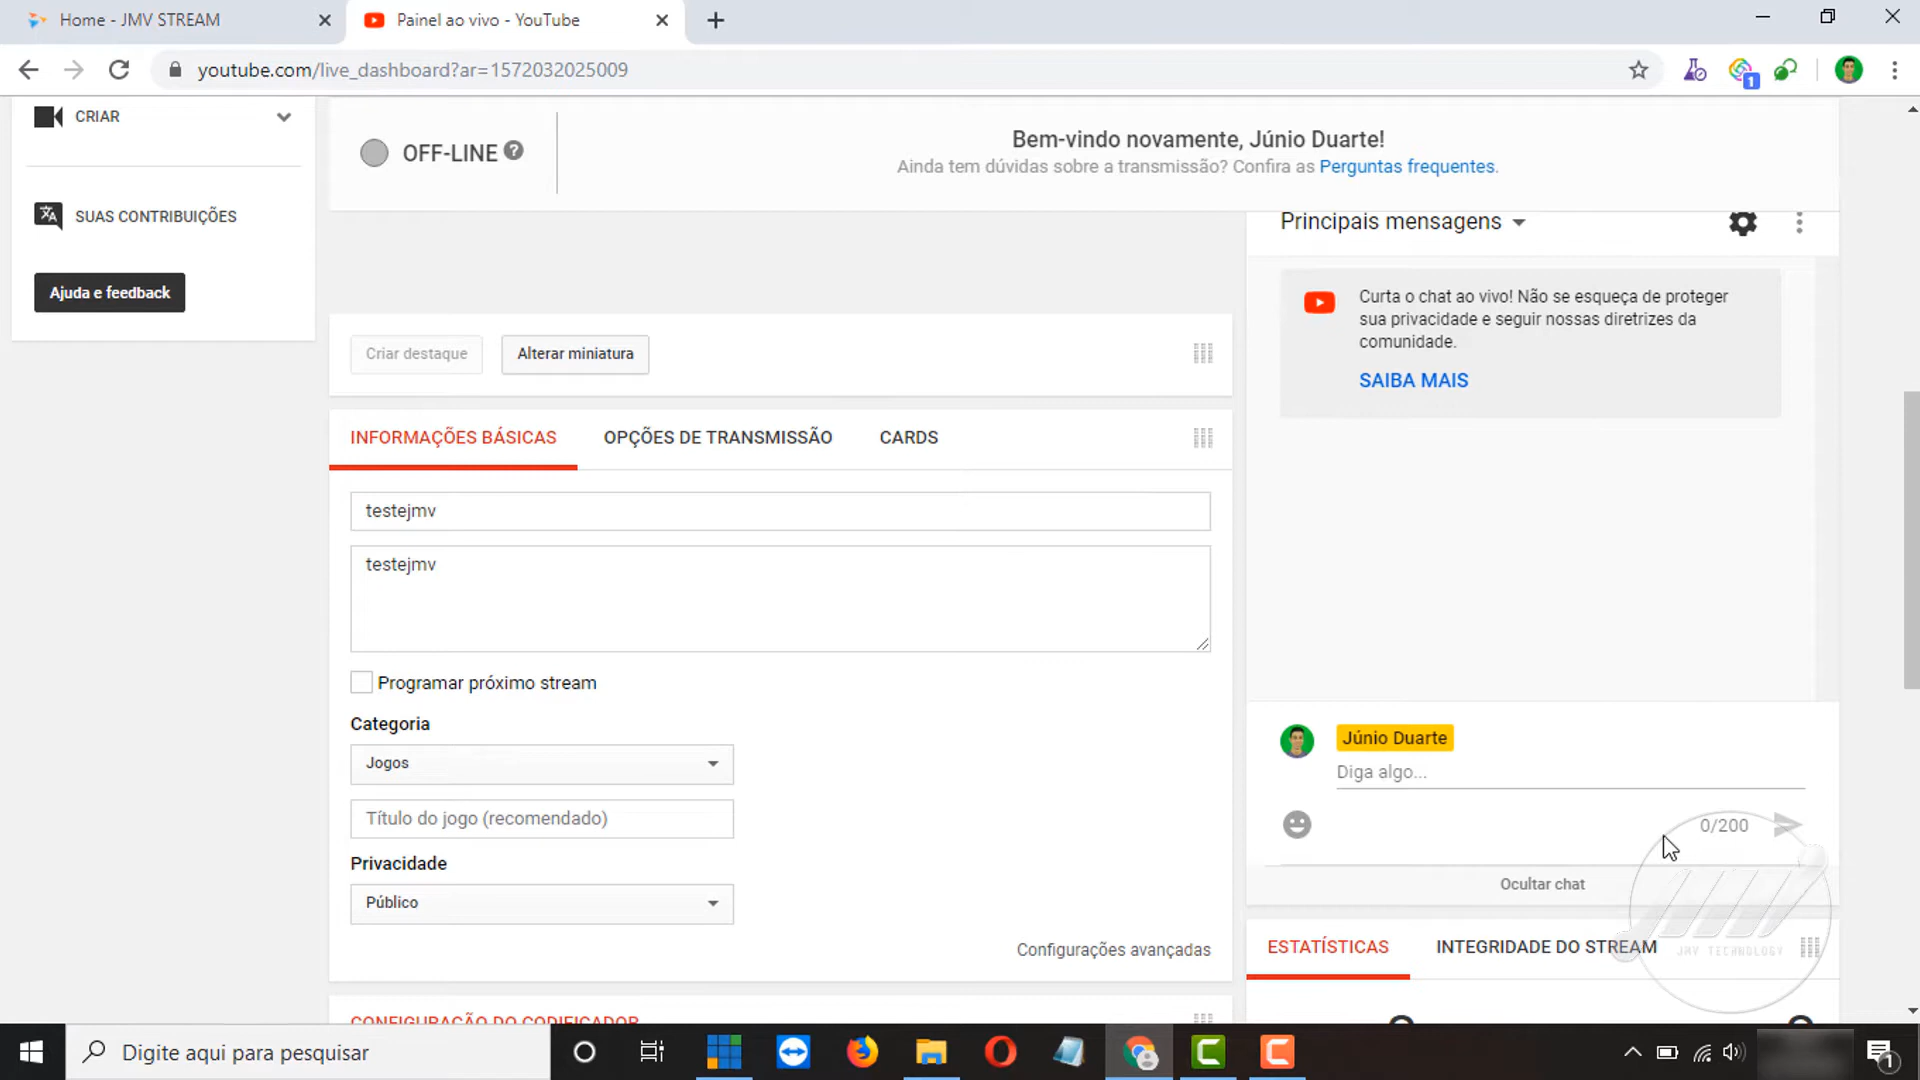 Home - JMV STREAM
Painel ao vivo - YouTube
youtube.com/live_dashboard?ar=1572032025009
1
CRIAR
SUAS CONTRIBUIÇÕES
Ajuda e feedback
OFF-LINE ?
Bem-vindo novamente, Júnio Duarte!
Ainda tem dúvidas sobre a transmissão? Confira as Perguntas frequentes.
Criar destaque
Alterar miniatura
INFORMAÇÕES BÁSICAS
OPÇÕES DE TRANSMISSÃO
CARDS
testejmv
testejmv
Programar próximo stream
Categoria
Jogos
Título do jogo (recomendado)
Privacidade
Público
Configurações avançadas
CONFIGURAÇÃO DO CODIFICADOR
Principais mensagens
Curta o chat ao vivo! Não se esqueça de proteger
sua privacidade e seguir nossas diretrizes da
comunidade.
SAIBA MAIS
Júnio Duarte
Diga algo...
0/200
Ocultar chat
ESTATÍSTICAS
INTEGRIDADE DO STREAM
JMV TECHNOLOGY
Digite aqui para pesquisar
1